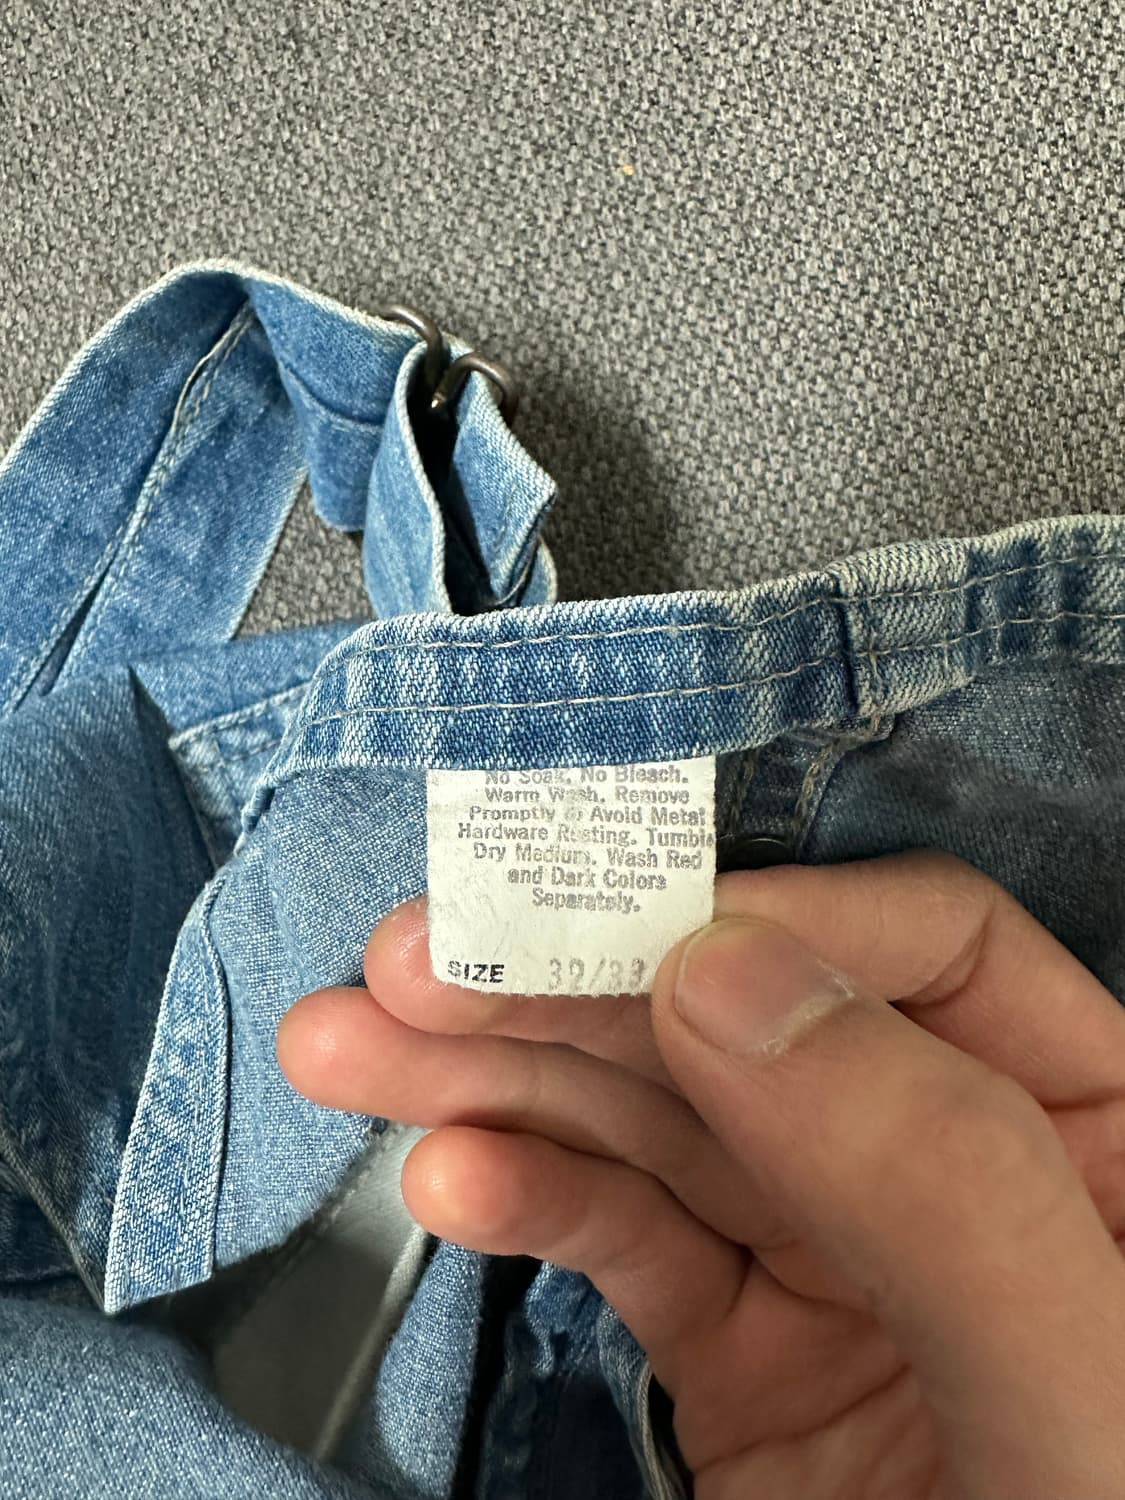 No Soak. No Bleach.
Warm Wash. Remove
Promptly to Avoid Metal
Hardware Rusting. Tumble
Dry Medium. Wash Red
and Dark Colors
Separately.
SIZE